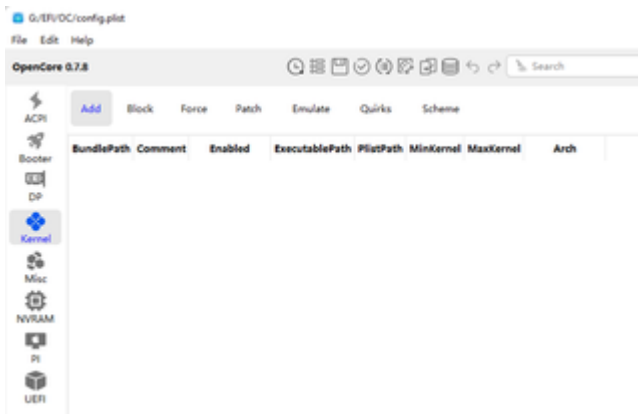 G:/EFI/OC/config.plist
File Edit Help
OpenCore 0.7.8
Search
ACPI
Booter
DP
Kernel
Misc
NVRAM
PI
UEFI
Add Block Force Patch Emulate Quirks Scheme
BundlePath Comment Enabled ExecutablePath PlistPath MinKernel MaxKernel Arch